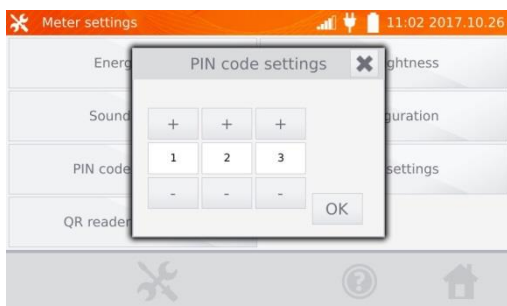 Meter settings
11:02 2017.10.26
PIN code settings
Energ
ghtness
Sound
guration
+ + +
1 2 3
PIN code
settings
- - -
OK
QR reader